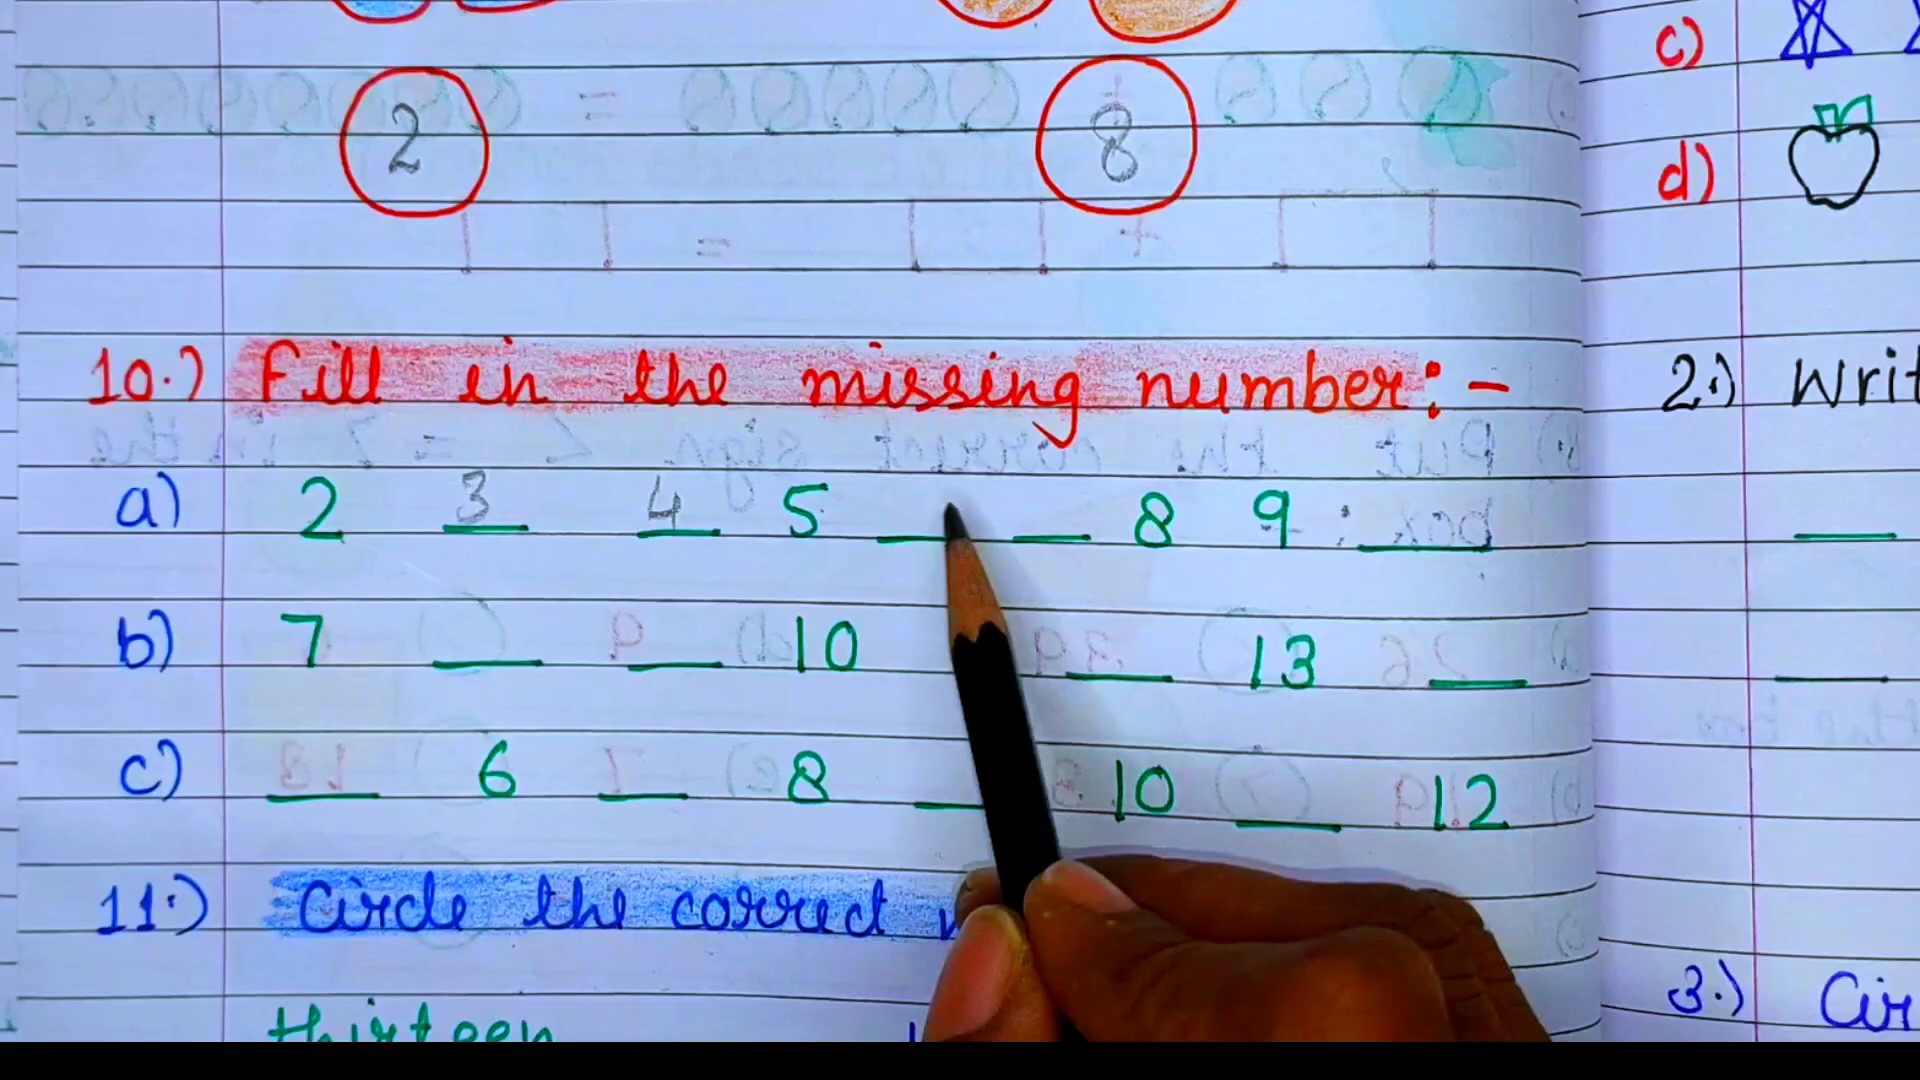 2 8
10.) Fill in the missing number:-
a) 2 3 4 5 __ __ 8 9 __
b) 7 __ __ 10 __ 13 __
c) __ 6 __ 8 __ 10 __ 12
11.) Circle the correct
thirteen
c)
d)
2.) Writ
3.) Cir